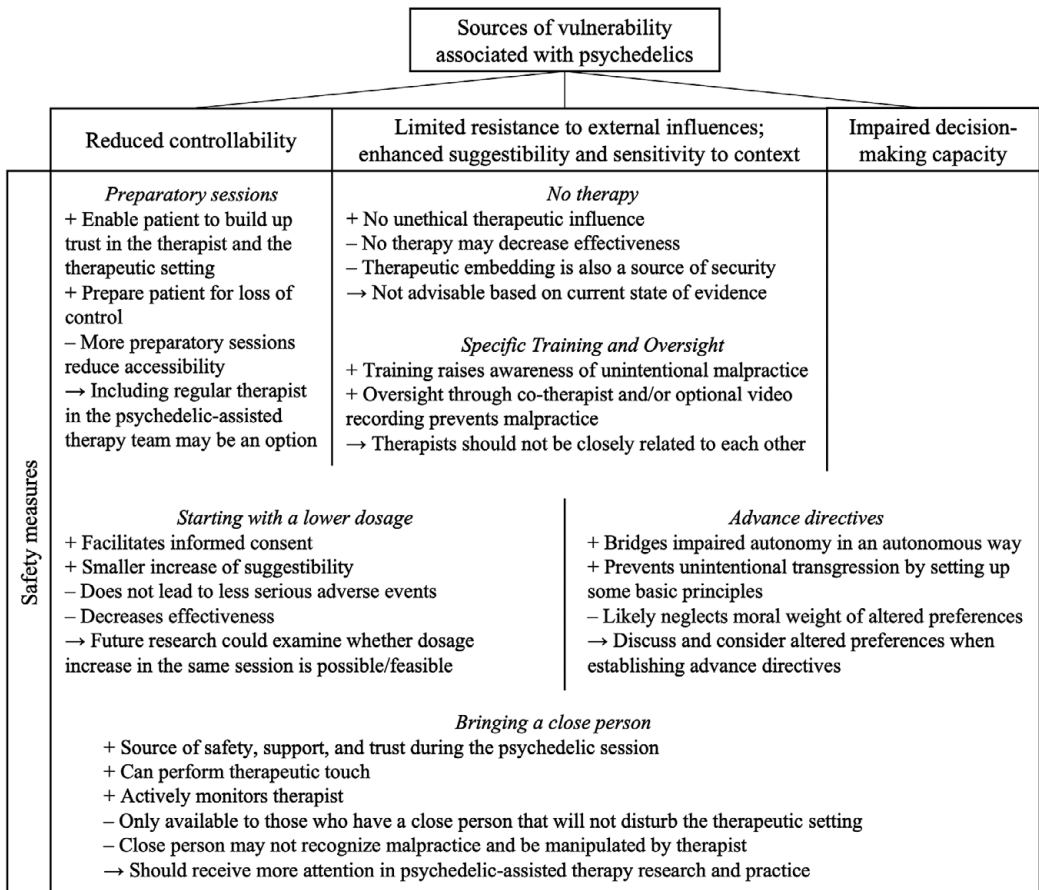 Sources of vulnerability
associated with psychedelics
Reduced controllability
Limited resistance to external influences;
enhanced suggestibility and sensitivity to context
Impaired decision-
making capacity
Safety measures
Preparatory sessions
+ Enable patient to build up
trust in the therapist and the
therapeutic setting
+ Prepare patient for loss of
control
– More preparatory sessions
reduce accessibility
→ Including regular therapist
in the psychedelic-assisted
therapy team may be an option
No therapy
+ No unethical therapeutic influence
– No therapy may decrease effectiveness
– Therapeutic embedding is also a source of security
→ Not advisable based on current state of evidence
Specific Training and Oversight
+ Training raises awareness of unintentional malpractice
+ Oversight through co-therapist and/or optional video
recording prevents malpractice
→ Therapists should not be closely related to each other
Starting with a lower dosage
+ Facilitates informed consent
+ Smaller increase of suggestibility
– Does not lead to less serious adverse events
– Decreases effectiveness
→ Future research could examine whether dosage
increase in the same session is possible/feasible
Advance directives
+ Bridges impaired autonomy in an autonomous way
+ Prevents unintentional transgression by setting up
some basic principles
– Likely neglects moral weight of altered preferences
→ Discuss and consider altered preferences when
establishing advance directives
Bringing a close person
+ Source of safety, support, and trust during the psychedelic session
+ Can perform therapeutic touch
+ Actively monitors therapist
– Only available to those who have a close person that will not disturb the therapeutic setting
– Close person may not recognize malpractice and be manipulated by therapist
→ Should receive more attention in psychedelic-assisted therapy research and practice